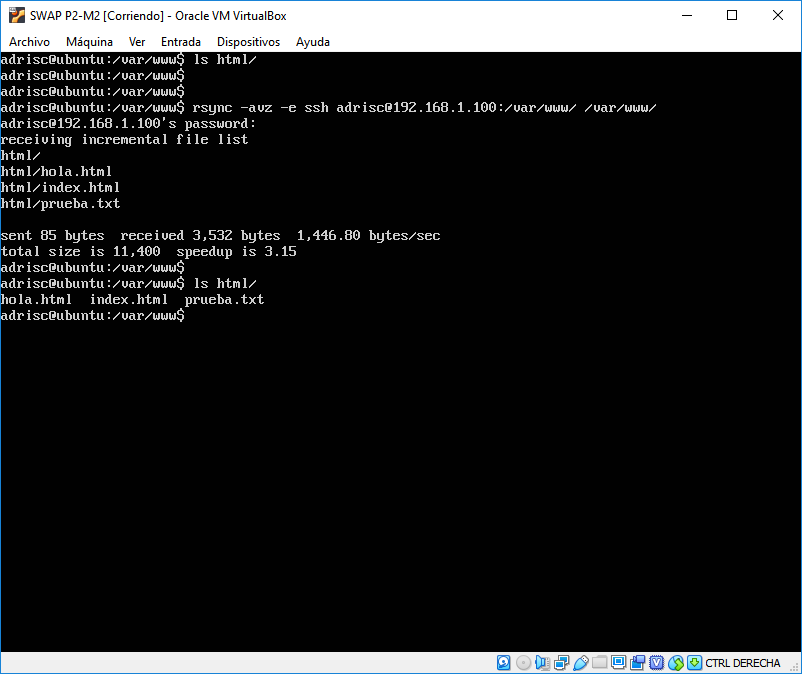 SWAP P2-M2 [Corriendo] - Oracle VM VirtualBox
Archivo Máquina Ver Entrada Dispositivos Ayuda
adrisc@ubuntu:/var/www$ ls html/
adrisc@ubuntu:/var/www$
adrisc@ubuntu:/var/www$
adrisc@ubuntu:/var/www$ rsync -avz -e ssh adrisc@192.168.1.100:/var/www/ /var/www/
adrisc@192.168.1.100's password:
receiving incremental file list
html/
html/hola.html
html/index.html
html/prueba.txt
sent 85 bytes  received 3,532 bytes  1,446.80 bytes/sec
total size is 11,400  speedup is 3.15
adrisc@ubuntu:/var/www$
adrisc@ubuntu:/var/www$ ls html/
hola.html  index.html  prueba.txt
adrisc@ubuntu:/var/www$
CTRL DERECHA